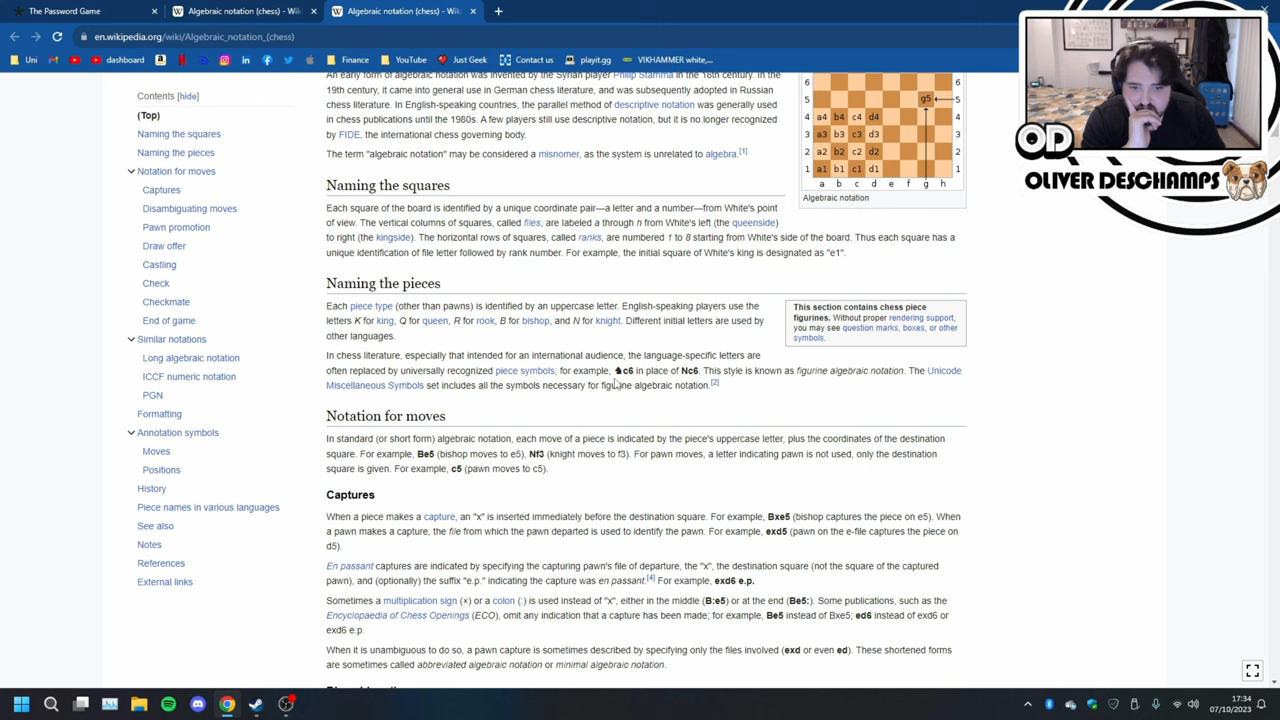 The Password Game
Algebraic notation (chess) - Wiki
Algebraic notation (chess) - Wiki
en.wikipedia.org/wiki/Algebraic_notation_(chess)
Uni
dashboard
Finance
YouTube
Just Geek
Contact us
playit.gg
VIKHAMMER white,...
Contents [hide]
(Top)
Naming the squares
Naming the pieces
Notation for moves
Captures
Disambiguating moves
Pawn promotion
Draw offer
Castling
Check
Checkmate
End of game
Similar notations
Long algebraic notation
ICCF numeric notation
PGN
Formatting
Annotation symbols
Moves
Positions
History
Piece names in various languages
See also
Notes
References
External links
An early form of algebraic notation was invented by the Syrian player Philip Stamma in the 18th century. In the
19th century, it came into general use in German chess literature, and was subsequently adopted in Russian
chess literature. In English-speaking countries, the parallel method of descriptive notation was generally used
in chess publications until the 1980s. A few players still use descriptive notation, but it is no longer recognized
by FIDE, the international chess governing body.
The term "algebraic notation" may be considered a misnomer, as the system is unrelated to algebra.[1]
6 6
5 g5 5
4 a4 b4 c4 d4 4
3 a3 b3 c3 d3 3
2 a2 b2 c2 d2 2
1 a1 b1 c1 d1 1
a b c d e f g h
Algebraic notation
Naming the squares
Each square of the board is identified by a unique coordinate pair—a letter and a number—from White's point
of view. The vertical columns of squares, called files, are labeled a through h from White's left (the queenside)
to right (the kingside). The horizontal rows of squares, called ranks, are numbered 1 to 8 starting from White's side of the board. Thus each square has a
unique identification of file letter followed by rank number. For example, the initial square of White's king is designated as "e1".
Naming the pieces
Each piece type (other than pawns) is identified by an uppercase letter. English-speaking players use the
letters K for king, Q for queen, R for rook, B for bishop, and N for knight. Different initial letters are used by
other languages.
This section contains chess piece
figurines. Without proper rendering support,
you may see question marks, boxes, or other
symbols.
In chess literature, especially that intended for an international audience, the language-specific letters are
often replaced by universally recognized piece symbols; for example, ♞c6 in place of Nc6. This style is known as figurine algebraic notation. The Unicode
Miscellaneous Symbols set includes all the symbols necessary for figurine algebraic notation.[2]
Notation for moves
In standard (or short form) algebraic notation, each move of a piece is indicated by the piece's uppercase letter, plus the coordinates of the destination
square. For example, Be5 (bishop moves to e5), Nf3 (knight moves to f3). For pawn moves, a letter indicating pawn is not used, only the destination
square is given. For example, c5 (pawn moves to c5).
Captures
When a piece makes a capture, an "x" is inserted immediately before the destination square. For example, Bxe5 (bishop captures the piece on e5). When
a pawn makes a capture, the file from which the pawn departed is used to identify the pawn. For example, exd5 (pawn on the e-file captures the piece on
d5).
En passant captures are indicated by specifying the capturing pawn's file of departure, the "x", the destination square (not the square of the captured
pawn), and (optionally) the suffix "e.p." indicating the capture was en passant.[4] For example, exd6 e.p.
Sometimes a multiplication sign (×) or a colon (:) is used instead of "x", either in the middle (B:e5) or at the end (Be5:). Some publications, such as the
Encyclopaedia of Chess Openings (ECO), omit any indication that a capture has been made; for example, Be5 instead of Bxe5; ed6 instead of exd6 or
exd6 e.p.
When it is unambiguous to do so, a pawn capture is sometimes described by specifying only the files involved (exd or even ed). These shortened forms
are sometimes called abbreviated algebraic notation or minimal algebraic notation.
OD
OLIVER DESCHAMPS
17:34
07/10/2023